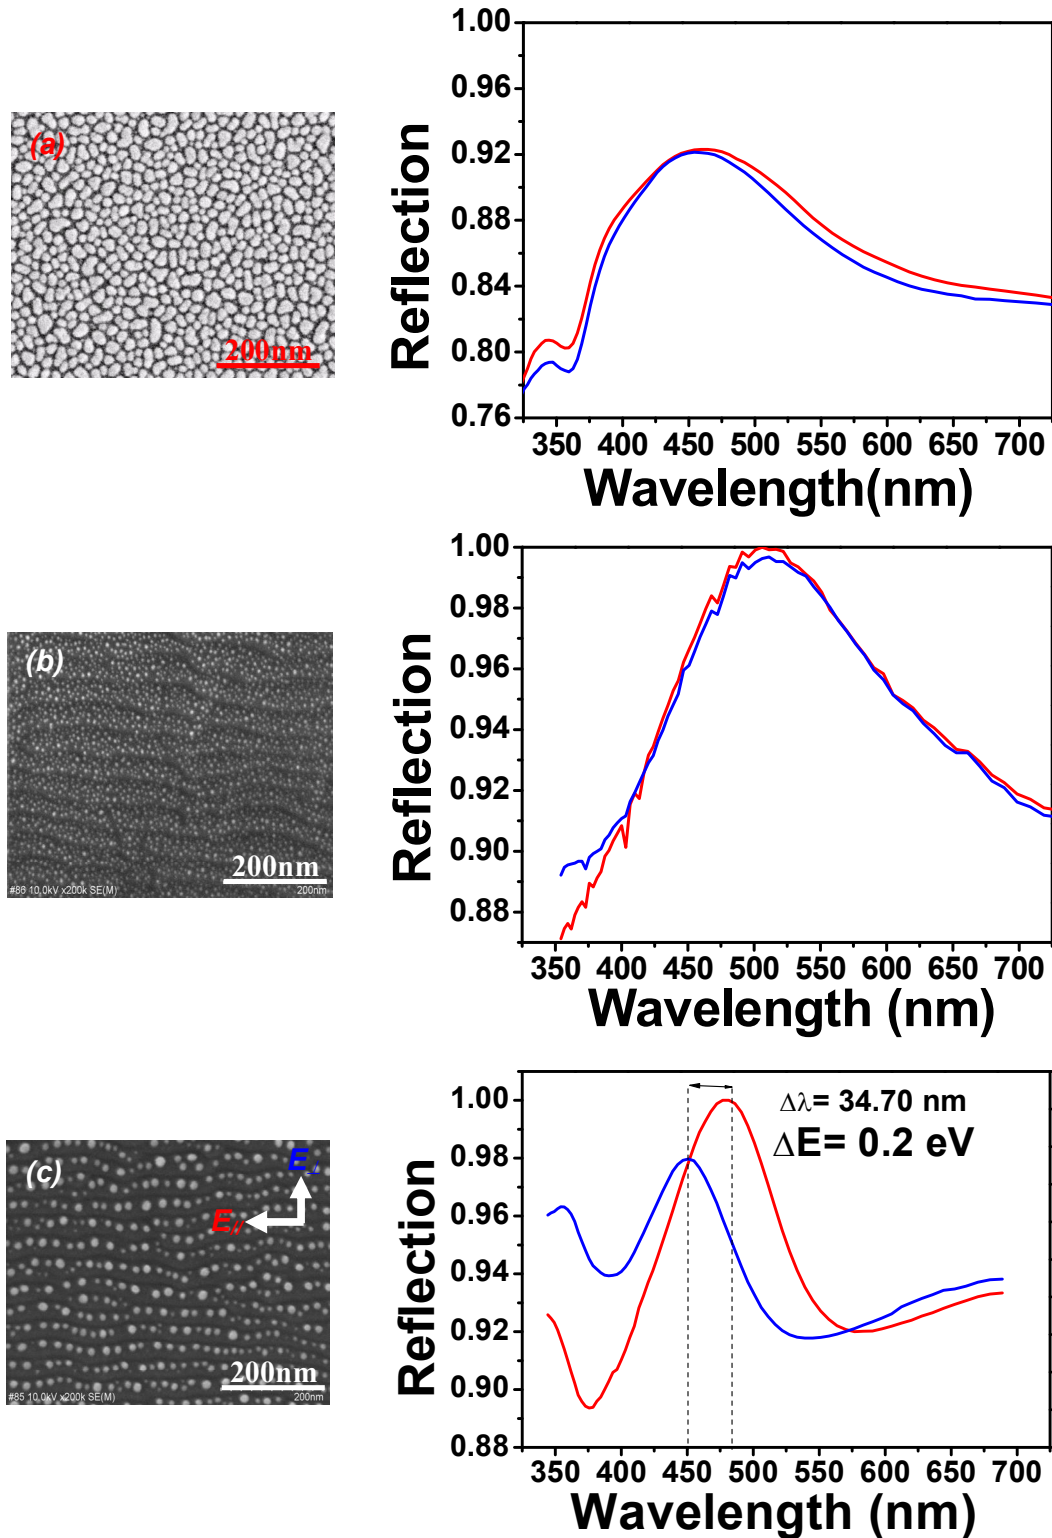 (a)
200nm
1.00
0.96
0.92
0.88
0.84
0.80
0.76
Reflection
350 400 450 500 550 600 650 700
Wavelength(nm)
(b)
200nm
#86 10.0kV x200k SE(M) 200nm
1.00
0.98
0.96
0.94
0.92
0.90
0.88
Reflection
350 400 450 500 550 600 650 700
Wavelength (nm)
(c)
E⊥
E//
200nm
#85 10.0kV x200k SE(M) 200nm
1.00
0.98
0.96
0.94
0.92
0.90
0.88
Reflection
Δλ= 34.70 nm
ΔE= 0.2 eV
350 400 450 500 550 600 650 700
Wavelength (nm)